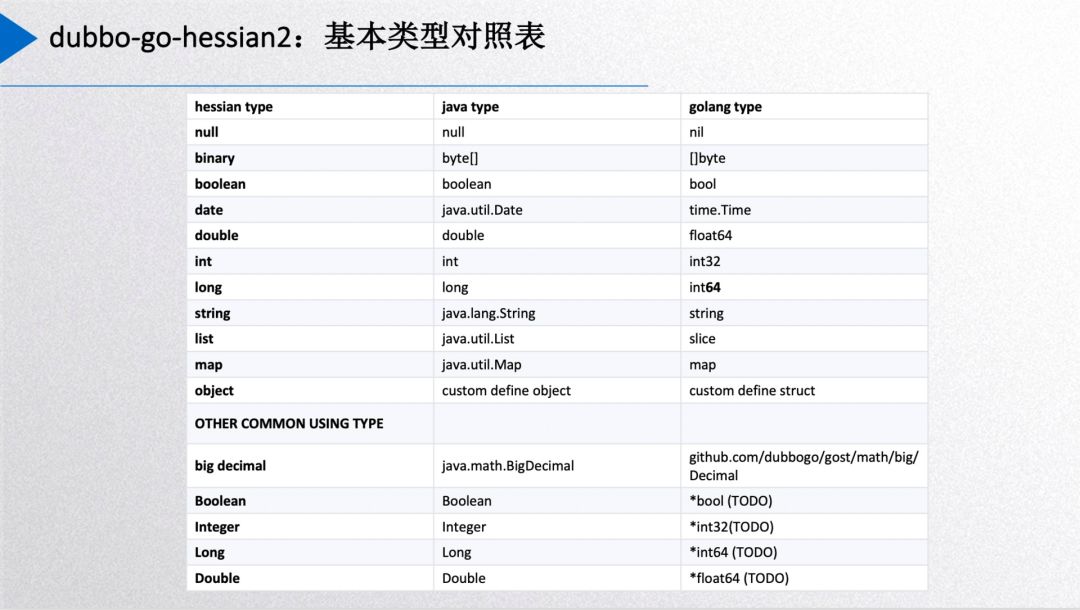 dubbo-go-hessian2：基本类型对照表
hessian type java type golang type
null null nil
binary byte[] []byte
boolean boolean bool
date java.util.Date time.Time
double double float64
int int int32
long long int64
string java.lang.String string
list java.util.List slice
map java.util.Map map
object custom define object custom define struct
OTHER COMMON USING TYPE
big decimal java.math.BigDecimal github.com/dubbogo/gost/math/big/
Decimal
Boolean Boolean *bool (TODO)
Integer Integer *int32(TODO)
Long Long *int64 (TODO)
Double Double *float64 (TODO)